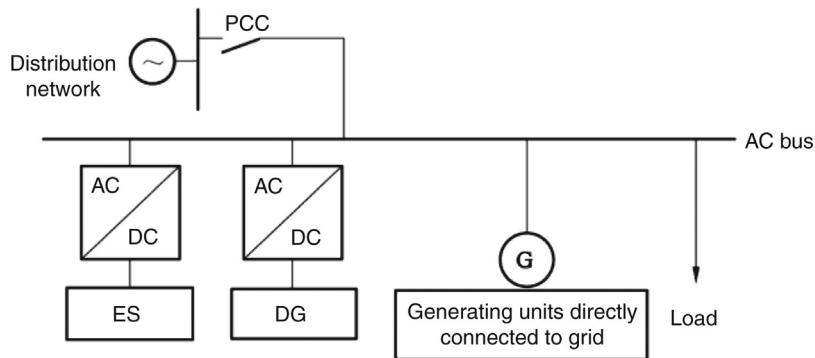 PCC
Distribution
network
~
AC bus
AC
DC
AC
DC
G
ES
DG
Generating units directly
connected to grid
Load